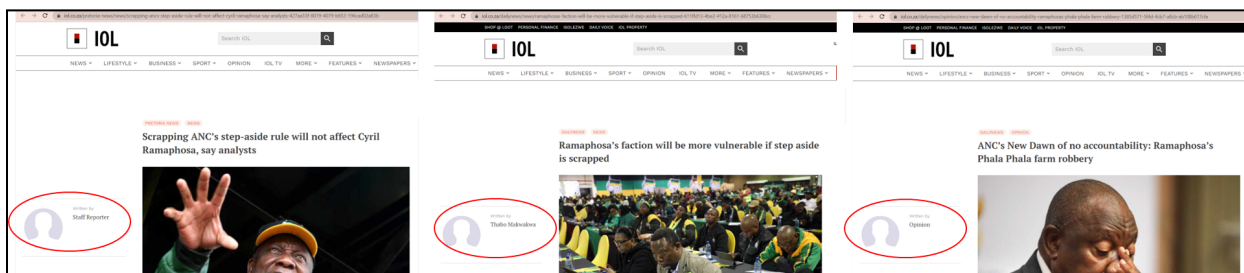 IOL
Search IOL
NEWS LIFESTYLE BUSINESS SPORT OPINION IOL TV MORE FEATURES NEWSPAPERS
PRETORIA NEWS NEWS
Scrapping ANC's step-aside rule will not affect Cyril
Ramaphosa, say analysts
Written by
Staff Reporter
SHOP @ LOOT PERSONAL FINANCE ISOLEZWE DAILY VOICE IOL PROPERTY
IOL
Search IOL
NEWS LIFESTYLE BUSINESS SPORT OPINION IOL TV MORE FEATURES NEWSPAPERS
DAILYNEWS NEWS
Ramaphosa's faction will be more vulnerable if step aside
is scrapped
Written by
Thabo Makwakwa
SHOP @ LOOT PERSONAL FINANCE ISOLEZWE DAILY VOICE IOL PROPERTY
IOL
Search IOL
NEWS LIFESTYLE BUSINESS SPORT OPINION IOL TV MORE FEATURES NEWSPAPERS
DAILYNEWS OPINION
ANC's New Dawn of no accountability: Ramaphosa's
Phala Phala farm robbery
Written by
Opinion